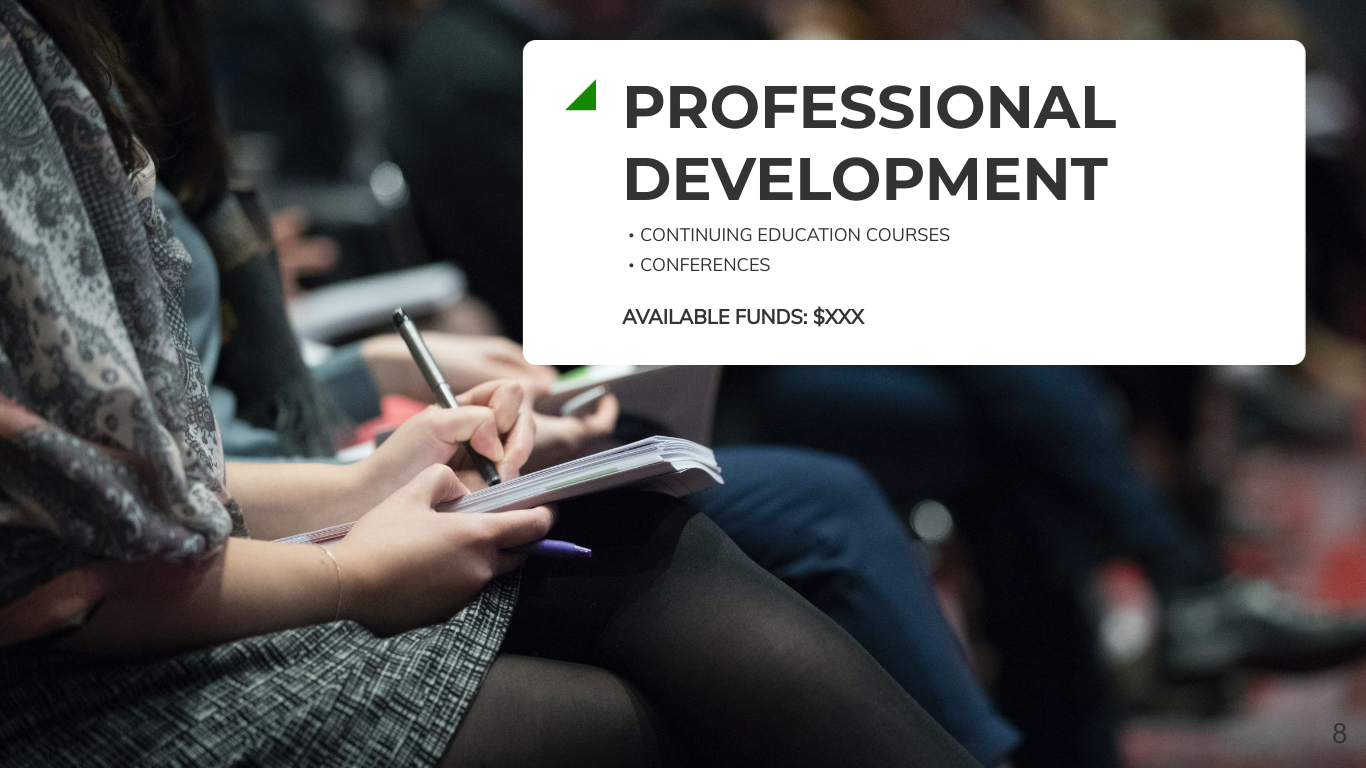 PROFESSIONAL
DEVELOPMENT
• CONTINUING EDUCATION COURSES
• CONFERENCES
AVAILABLE FUNDS: $XXX
8